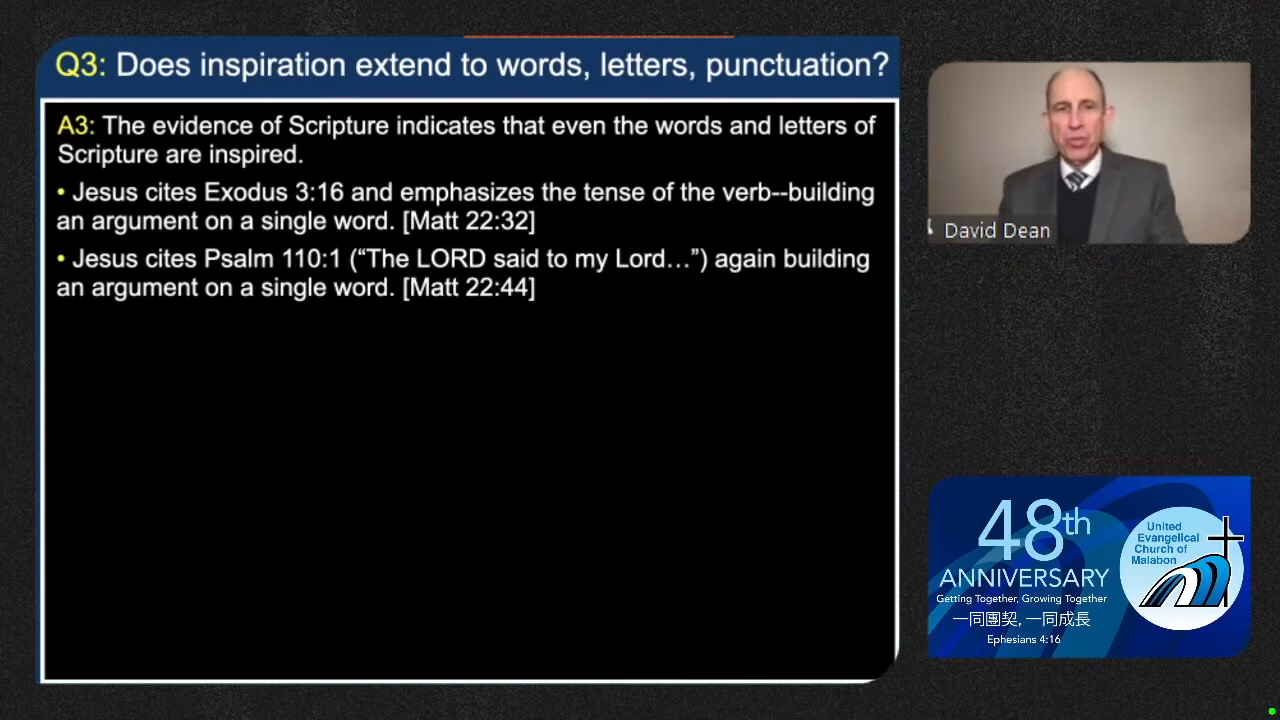 Q3: Does inspiration extend to words, letters, punctuation?
A3: The evidence of Scripture indicates that even the words and letters of
Scripture are inspired.
• Jesus cites Exodus 3:16 and emphasizes the tense of the verb--building
an argument on a single word. [Matt 22:32]
• Jesus cites Psalm 110:1 (“The LORD said to my Lord…”) again building
an argument on a single word. [Matt 22:44]
David Dean
48th
ANNIVERSARY
Getting Together, Growing Together
一同團契, 一同成長
Ephesians 4:16
United
Evangelical
Church of
Malabon